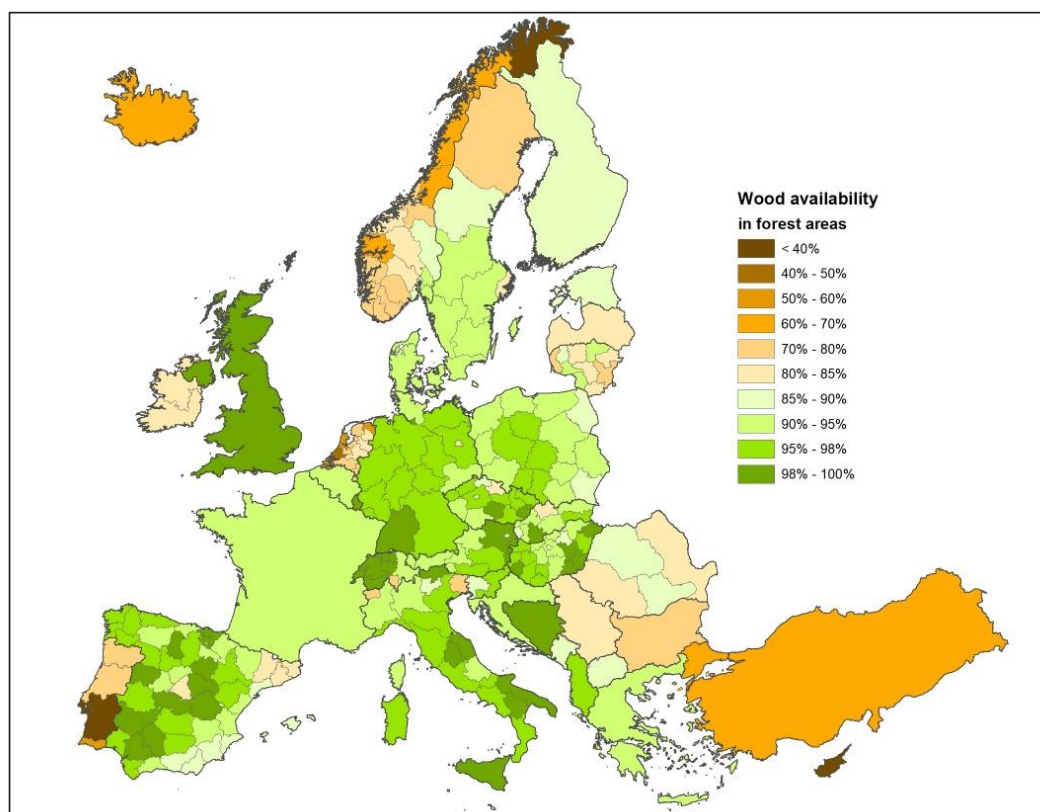 Wood availability
in forest areas
< 40%
40% - 50%
50% - 60%
60% - 70%
70% - 80%
80% - 85%
85% - 90%
90% - 95%
95% - 98%
98% - 100%